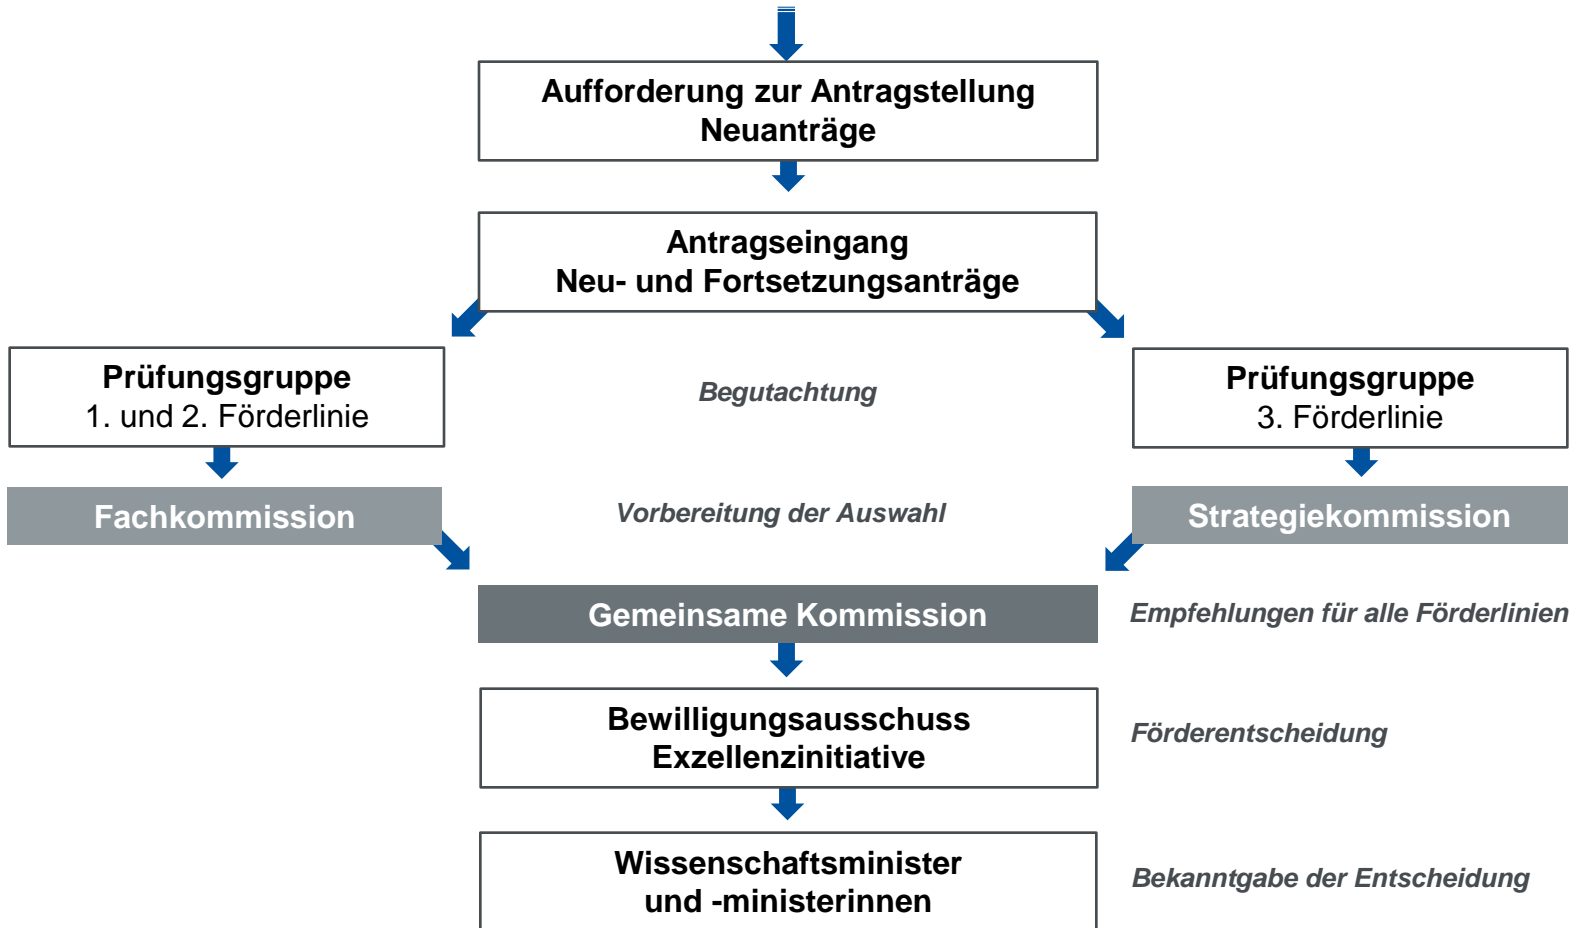 Aufforderung zur Antragstellung
Neuanträge
Antragseingang
Neu- und Fortsetzungsanträge
Prüfungsgruppe
1. und 2. Förderlinie
Begutachtung
Prüfungsgruppe
3. Förderlinie
Fachkommission
Vorbereitung der Auswahl
Strategiekommission
Gemeinsame Kommission
Empfehlungen für alle Förderlinien
Bewilligungsausschuss
Exzellenzinitiative
Förderentscheidung
Wissenschaftsminister
und -ministerinnen
Bekanntgabe der Entscheidung